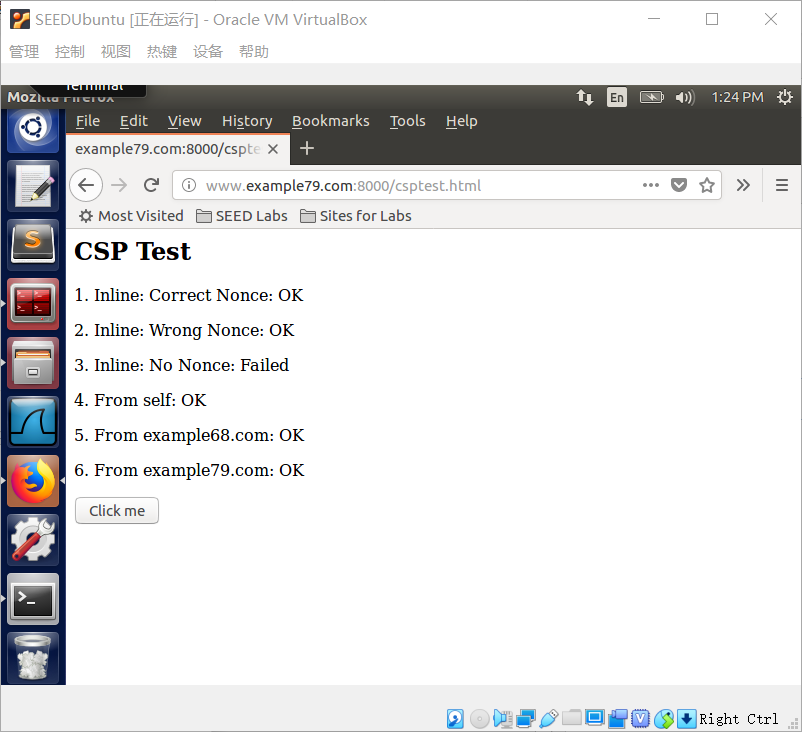 SEEDUbuntu [正在运行] - Oracle VM VirtualBox
管理 控制 视图 热键 设备 帮助
Terminal
Mozilla Firefox En 1:24 PM
File Edit View History Bookmarks Tools Help
example79.com:8000/cspte
www.example79.com:8000/csptest.html
Most Visited SEED Labs Sites for Labs
CSP Test
1. Inline: Correct Nonce: OK
2. Inline: Wrong Nonce: OK
3. Inline: No Nonce: Failed
4. From self: OK
5. From example68.com: OK
6. From example79.com: OK
Click me
Right Ctrl